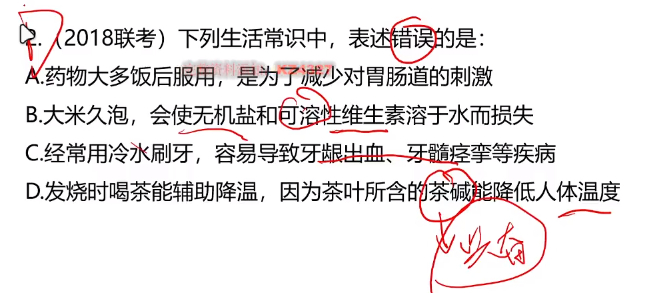 2.（2018联考）下列生活常识中，表述错误的是：
A.药物大多饭后服用，是为了减少对胃肠道的刺激
B.大米久泡，会使无机盐和可溶性维生素溶于水而损失
C.经常用冷水刷牙，容易导致牙龈出血、牙髓痉挛等疾病
D.发烧时喝茶能辅助降温，因为茶叶所含的茶碱能降低人体温度